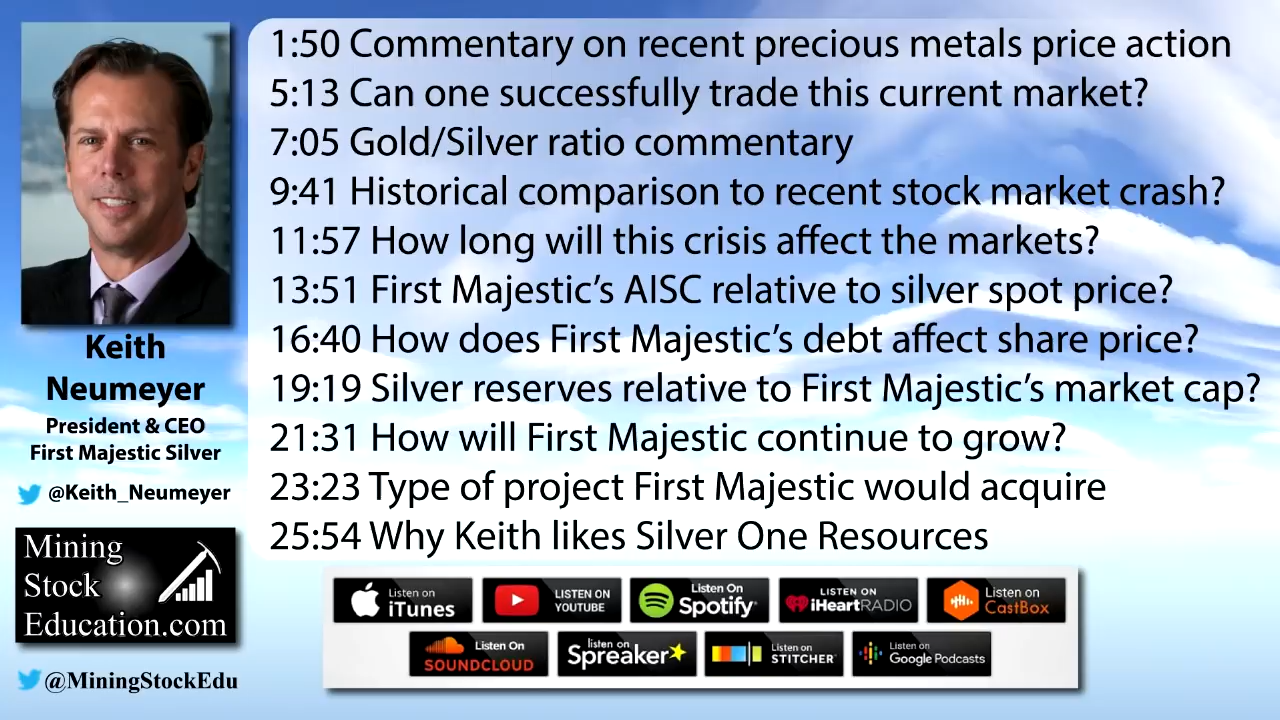 1:50 Commentary on recent precious metals price action
5:13 Can one successfully trade this current market?
7:05 Gold/Silver ratio commentary
9:41 Historical comparison to recent stock market crash?
11:57 How long will this crisis affect the markets?
13:51 First Majestic’s AISC relative to silver spot price?
16:40 How does First Majestic’s debt affect share price?
19:19 Silver reserves relative to First Majestic’s market cap?
21:31 How will First Majestic continue to grow?
23:23 Type of project First Majestic would acquire
25:54 Why Keith likes Silver One Resources
Keith
Neumeyer
President & CEO
First Majestic Silver
@Keith_Neumeyer
Mining
Stock
Education.com
@MiningStockEdu
Listen on
iTunes
LISTEN ON
YOUTUBE
Listen On
Spotify
LISTEN ON
iHeartRADIO
Listen on
CastBox
Listen On
SOUNDCLOUD
listen on
Spreaker
Listen on
STITCHER
Listen on
Google Podcasts